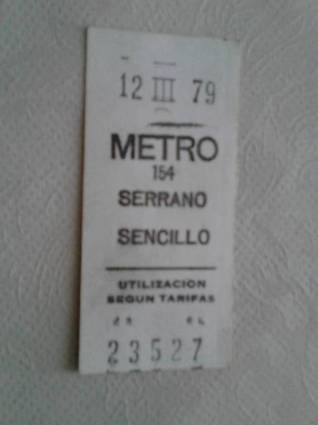 12 III 79
METRO
154
SERRANO
SENCILLO
UTILIZACION
SEGUN TARIFAS
23527